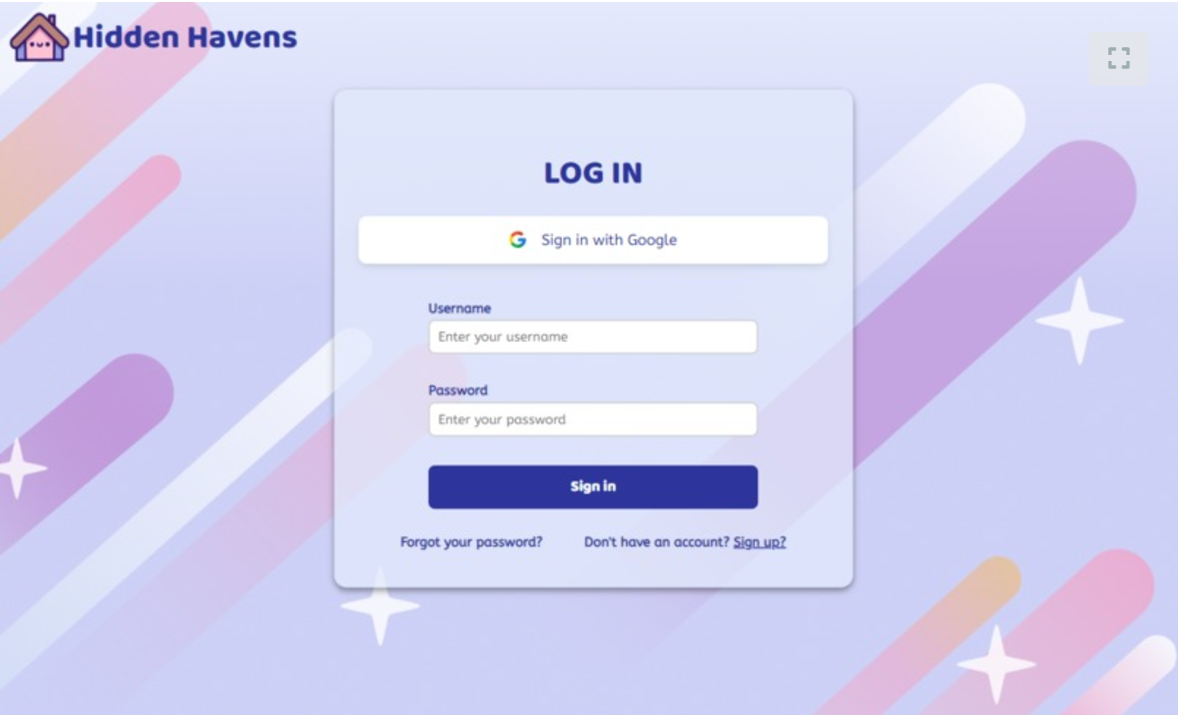 Hidden Havens
LOG IN
Sign in with Google
Username
Enter your username
Password
Enter your password
Sign in
Forgot your password? Don't have an account? Sign up?